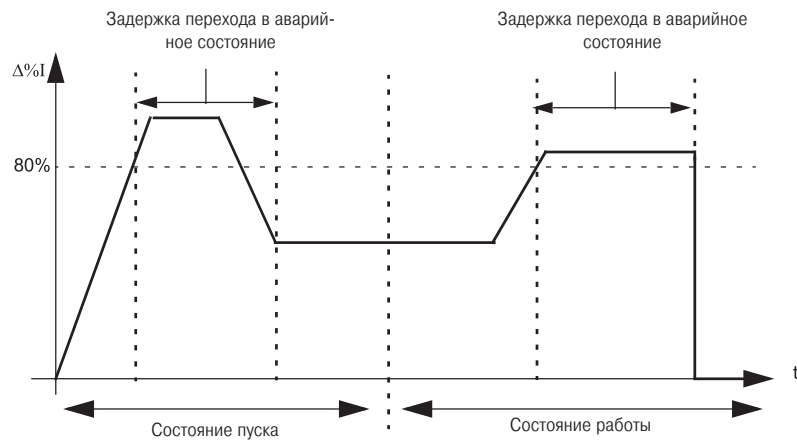 Задержка перехода в аварий-
ное состояние
Задержка перехода в аварийное
состояние
Δ%I
80%
t
Состояние пуска
Состояние работы